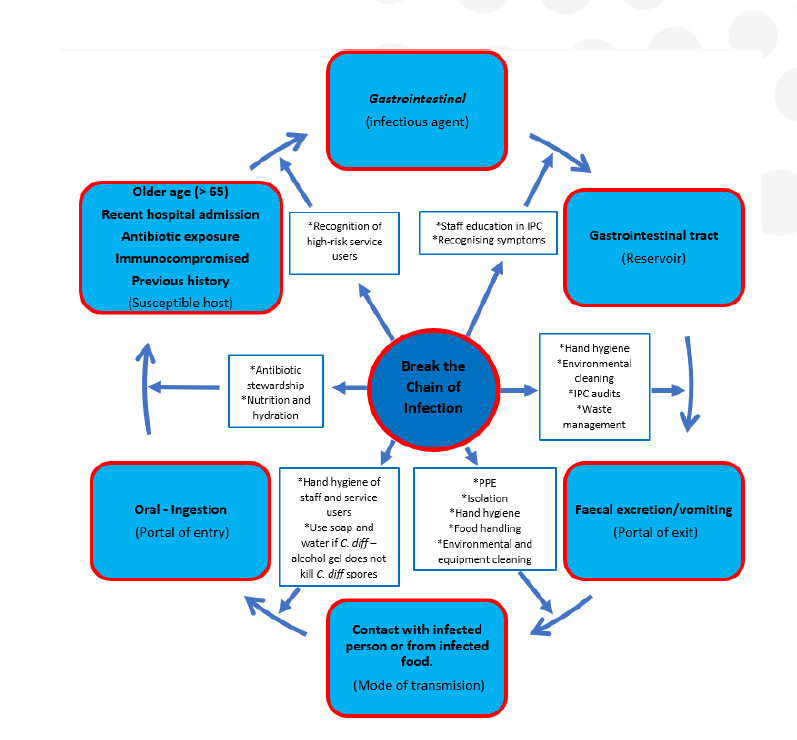 Gastrointestinal
(infectious agent)
Older age (> 65)
Recent hospital admission
Antibiotic exposure
Immunocompromised
Previous history
(Susceptible host)
*Recognition of
high-risk service
users
*Staff education in IPC
*Recognising symptoms
Gastrointestinal tract
(Reservoir)
Break the
Chain of
Infection
*Antibiotic
stewardship
*Nutrition and
hydration
*Hand hygiene
*Environmental
cleaning
*IPC audits
*Waste
management
Oral - Ingestion
(Portal of entry)
*Hand hygiene of
staff and service
users
*Use soap and
water if C. diff –
alcohol gel does not
kill C. diff spores
*PPE
*Isolation
*Hand hygiene
*Food handling
*Environmental and
equipment cleaning
Faecal excretion/vomiting
(Portal of exit)
Contact with infected
person or from infected
food.
(Mode of transmision)